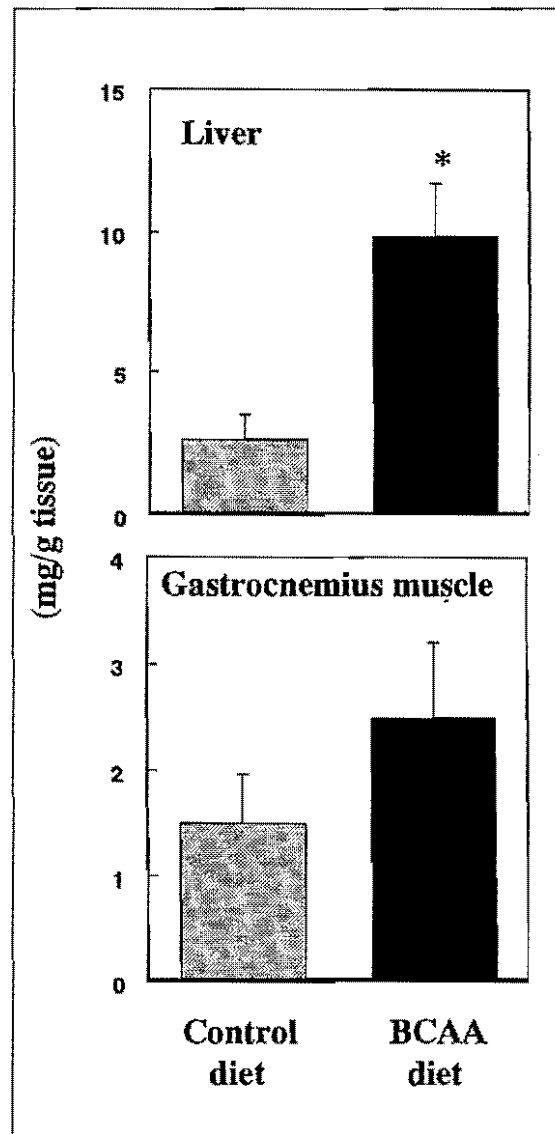 (mg/g tissue)
15
10
5
0
Liver
*
4
3
2
1
0
Gastrocnemius muscle
Control
diet
BCAA
diet